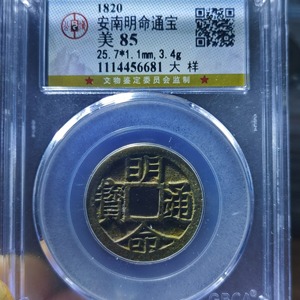 1820
安南明命通宝
美 85
25.7*1.1mm,3.4g
1114456681 大样
★ 文物鉴定委员会监制 ★
明命通寶